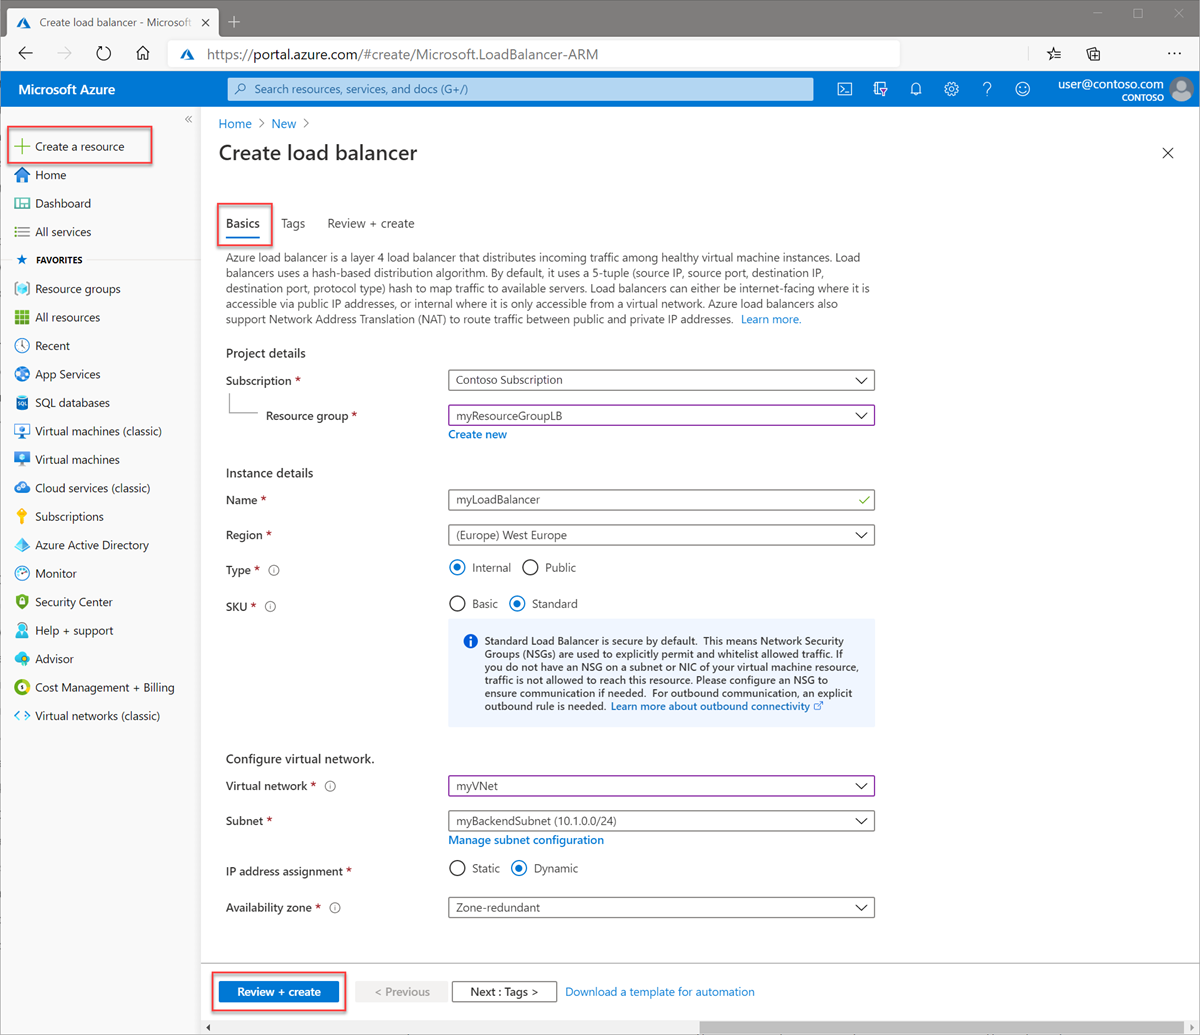 Create load balancer - Microsoft
https://portal.azure.com/#create/Microsoft.LoadBalancer-ARM
Microsoft Azure
Search resources, services, and docs (G+/)
user@contoso.com
CONTOSO
Create a resource
Home
Dashboard
All services
FAVORITES
Resource groups
All resources
Recent
App Services
SQL databases
Virtual machines (classic)
Virtual machines
Cloud services (classic)
Subscriptions
Azure Active Directory
Monitor
Security Center
Help + support
Advisor
Cost Management + Billing
Virtual networks (classic)
Home > New >
Create load balancer
Basics Tags Review + create
Azure load balancer is a layer 4 load balancer that distributes incoming traffic among healthy virtual machine instances. Load
balancers uses a hash-based distribution algorithm. By default, it uses a 5-tuple (source IP, source port, destination IP,
destination port, protocol type) hash to map traffic to available servers. Load balancers can either be internet-facing where it is
accessible via public IP addresses, or internal where it is only accessible from a virtual network. Azure load balancers also
support Network Address Translation (NAT) to route traffic between public and private IP addresses. Learn more.
Project details
Subscription * Contoso Subscription
Resource group * myResourceGroupLB
Create new
Instance details
Name * myLoadBalancer
Region * (Europe) West Europe
Type * Internal Public
SKU * Basic Standard
Standard Load Balancer is secure by default. This means Network Security
Groups (NSGs) are used to explicitly permit and whitelist allowed traffic. If
you do not have an NSG on a subnet or NIC of your virtual machine resource,
traffic is not allowed to reach this resource. Please configure an NSG to
ensure communication if needed. For outbound communication, an explicit
outbound rule is needed. Learn more about outbound connectivity
Configure virtual network.
Virtual network * myVNet
Subnet * myBackendSubnet (10.1.0.0/24)
Manage subnet configuration
IP address assignment * Static Dynamic
Availability zone * Zone-redundant
Review + create < Previous Next : Tags > Download a template for automation